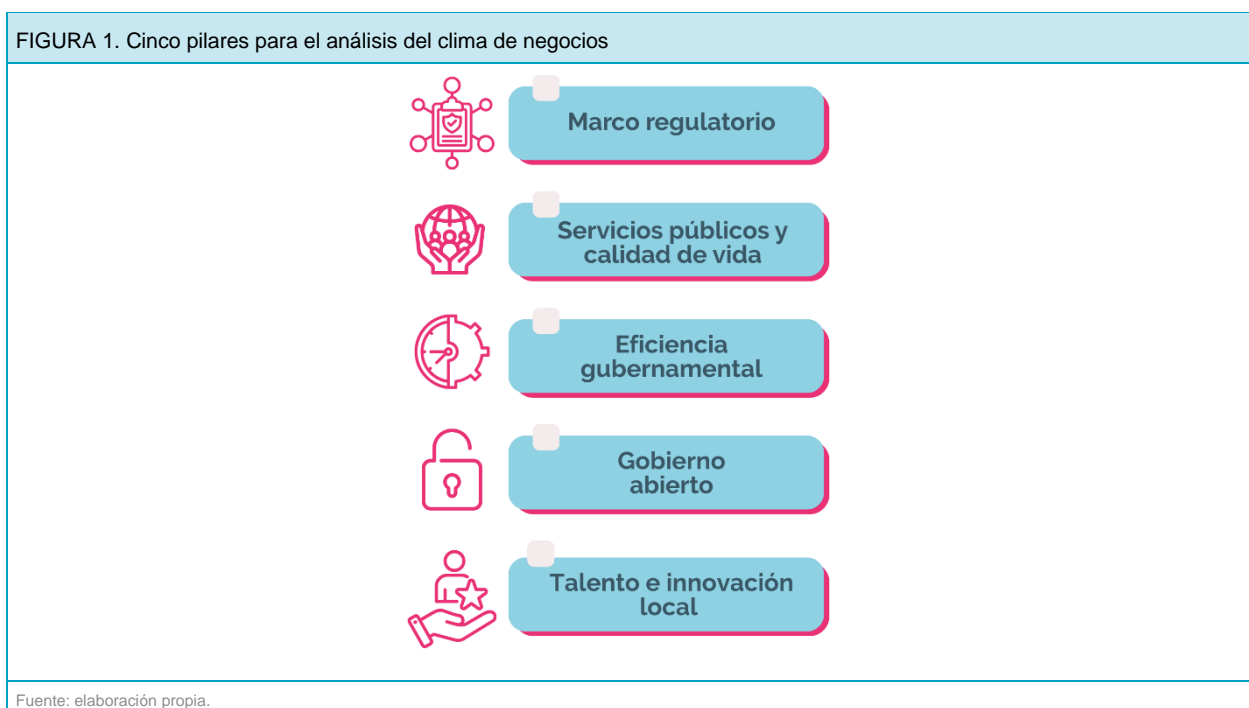 FIGURA 1. Cinco pilares para el análisis del clima de negocios
Marco regulatorio
Servicios públicos y
calidad de vida
Eficiencia
gubernamental
Gobierno
abierto
Talento e innovación
local
Fuente: elaboración propia.